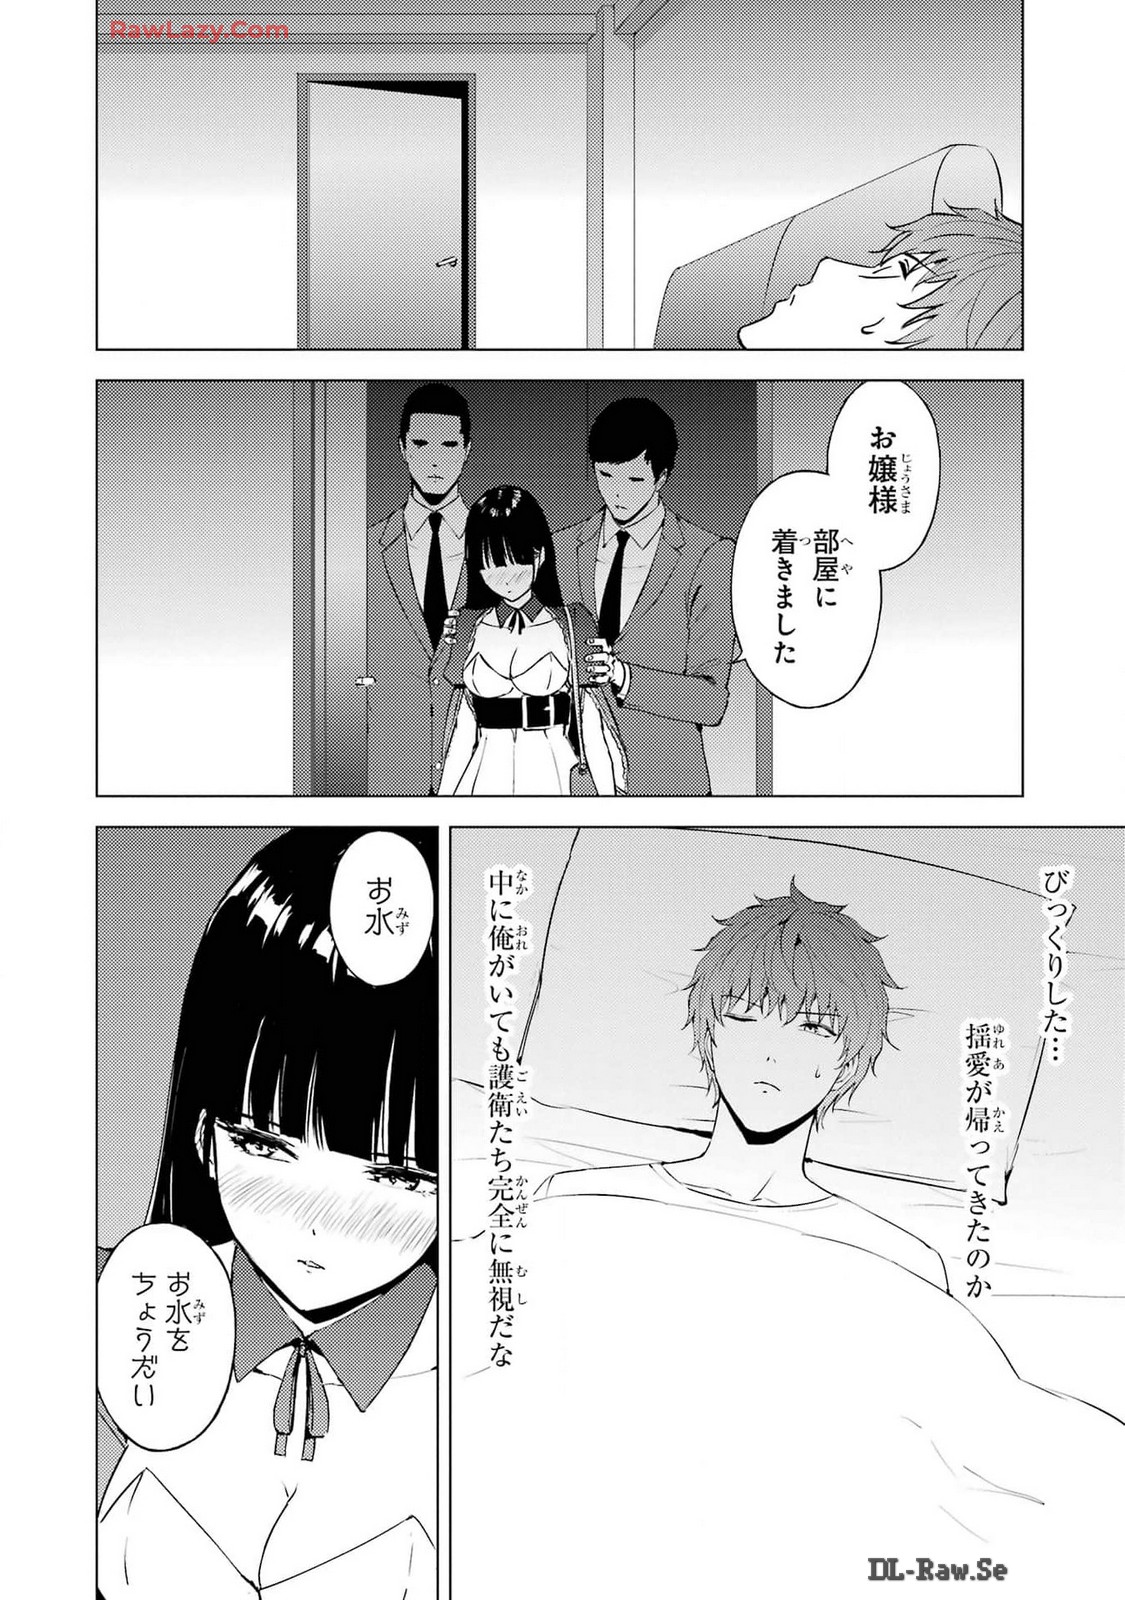 RawLazy.Com
お嬢様
部屋に
着きました
びっくりした…
揺愛が帰ってきたのか
中に俺がいても護衛たち完全に無視だな
お水
お水を
ちょうだい
DL-Raw.Se